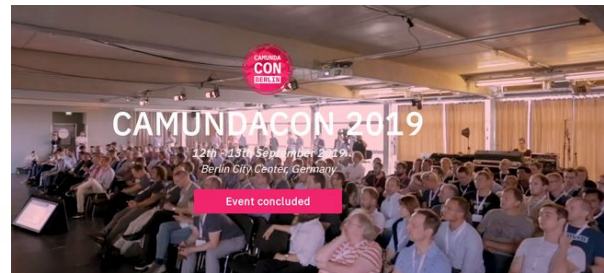 CAMUNDA
CON
BERLIN
CAMUNDACON 2019
12th - 13th September 2019
Berlin City Center, Germany
Event concluded